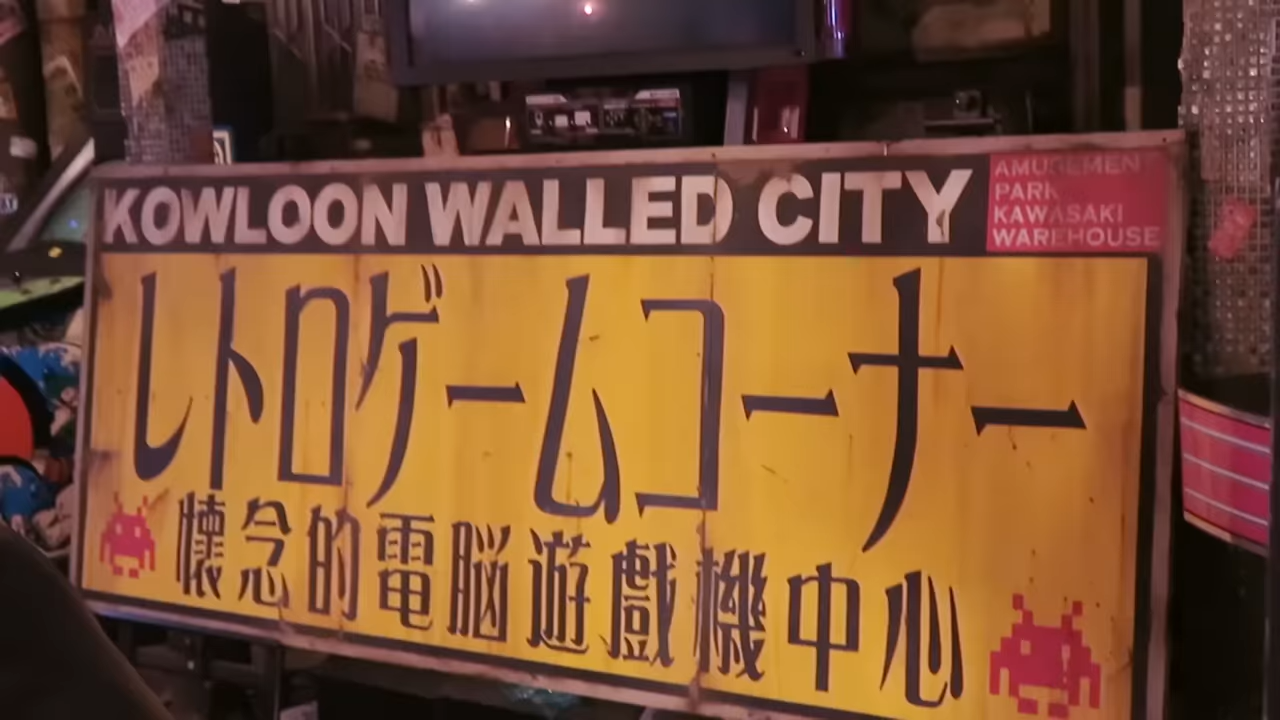 KOWLOON WALLED CITY
AMUSEMEN
PARK
KAWASAKI
WAREHOUSE
レトロゲームコーナー
懐念的電脳遊戯機中心